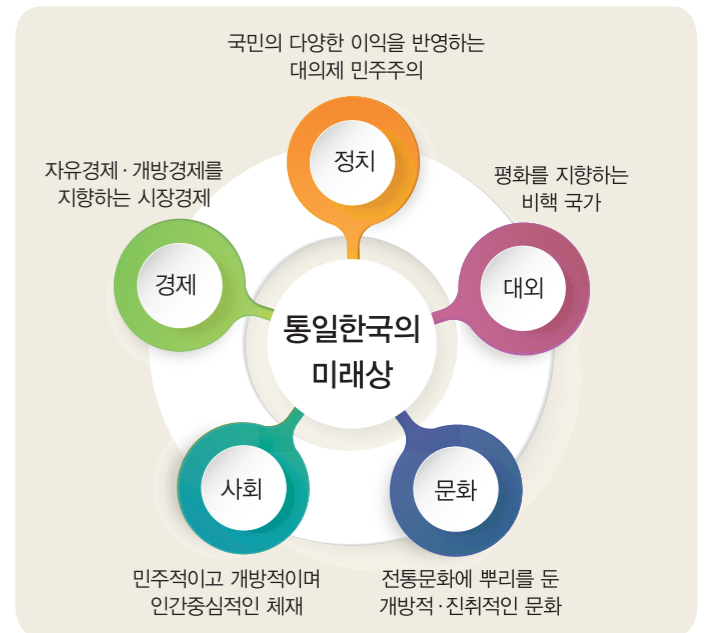 국민의 다양한 이익을 반영하는
대의제 민주주의
정치
자유경제·개방경제를
지향하는 시장경제
경제
평화를 지향하는
비핵 국가
대외
통일한국의
미래상
사회
민주적이고 개방적이며
인간중심적인 체재
문화
전통문화에 뿌리를 둔
개방적·진취적인 문화